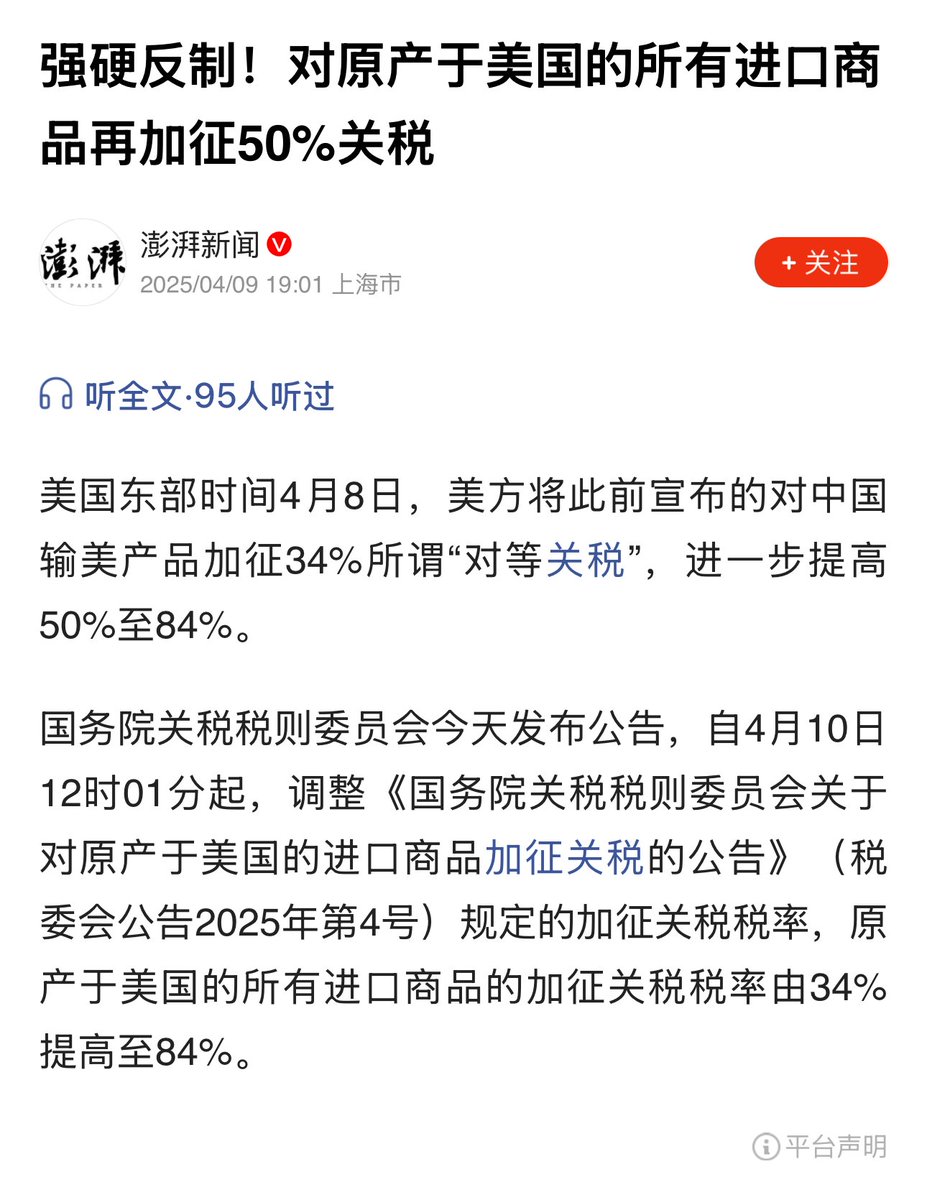 强硬反制！对原产于美国的所有进口商
品再加征50%关税
澎湃
THE PAPER
澎湃新闻 V
2025/04/09 19:01 上海市
+ 关注
听全文·95人听过
美国东部时间4月8日，美方将此前宣布的对中国
输美产品加征34%所谓“对等关税”，进一步提高
50%至84%。
国务院关税税则委员会今天发布公告，自4月10日
12时01分起，调整《国务院关税税则委员会关于
对原产于美国的进口商品加征关税的公告》（税
委会公告2025年第4号）规定的加征关税税率，原
产于美国的所有进口商品的加征关税税率由34%
提高至84%。
平台声明